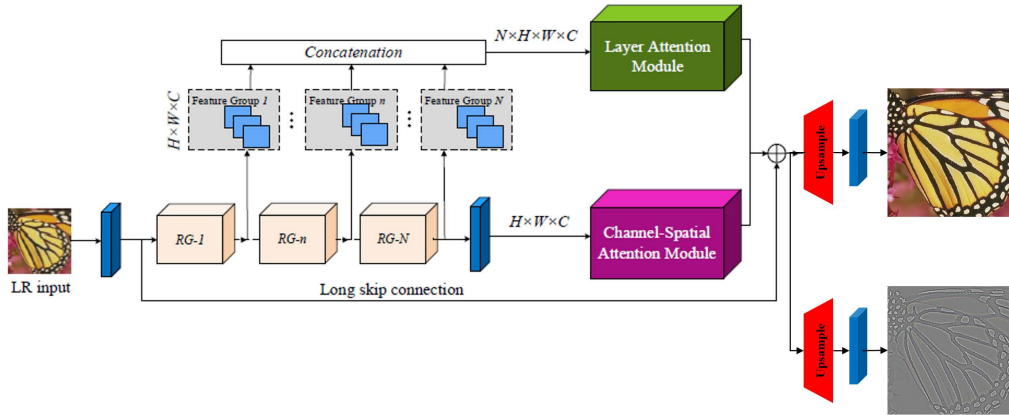 Concatenation
N×H×W×C
Layer Attention
Module
H×W×C
Feature Group 1
Feature Group n
Feature Group N
Upsample
RG-1
RG-n
RG-N
H×W×C
Channel-Spatial
Attention Module
LR input
Long skip connection
Upsample